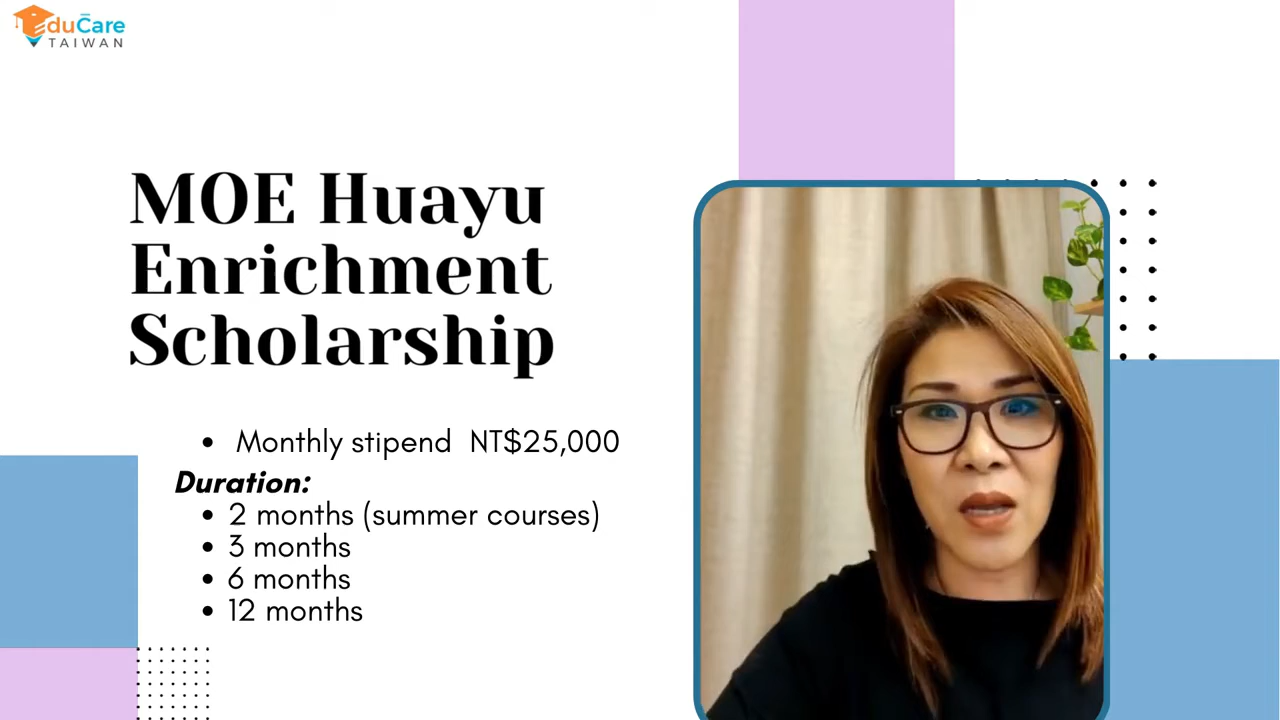 EduCare
TAIWAN
MOE Huayu
Enrichment
Scholarship
• Monthly stipend NT$25,000
Duration:
• 2 months (summer courses)
• 3 months
• 6 months
• 12 months